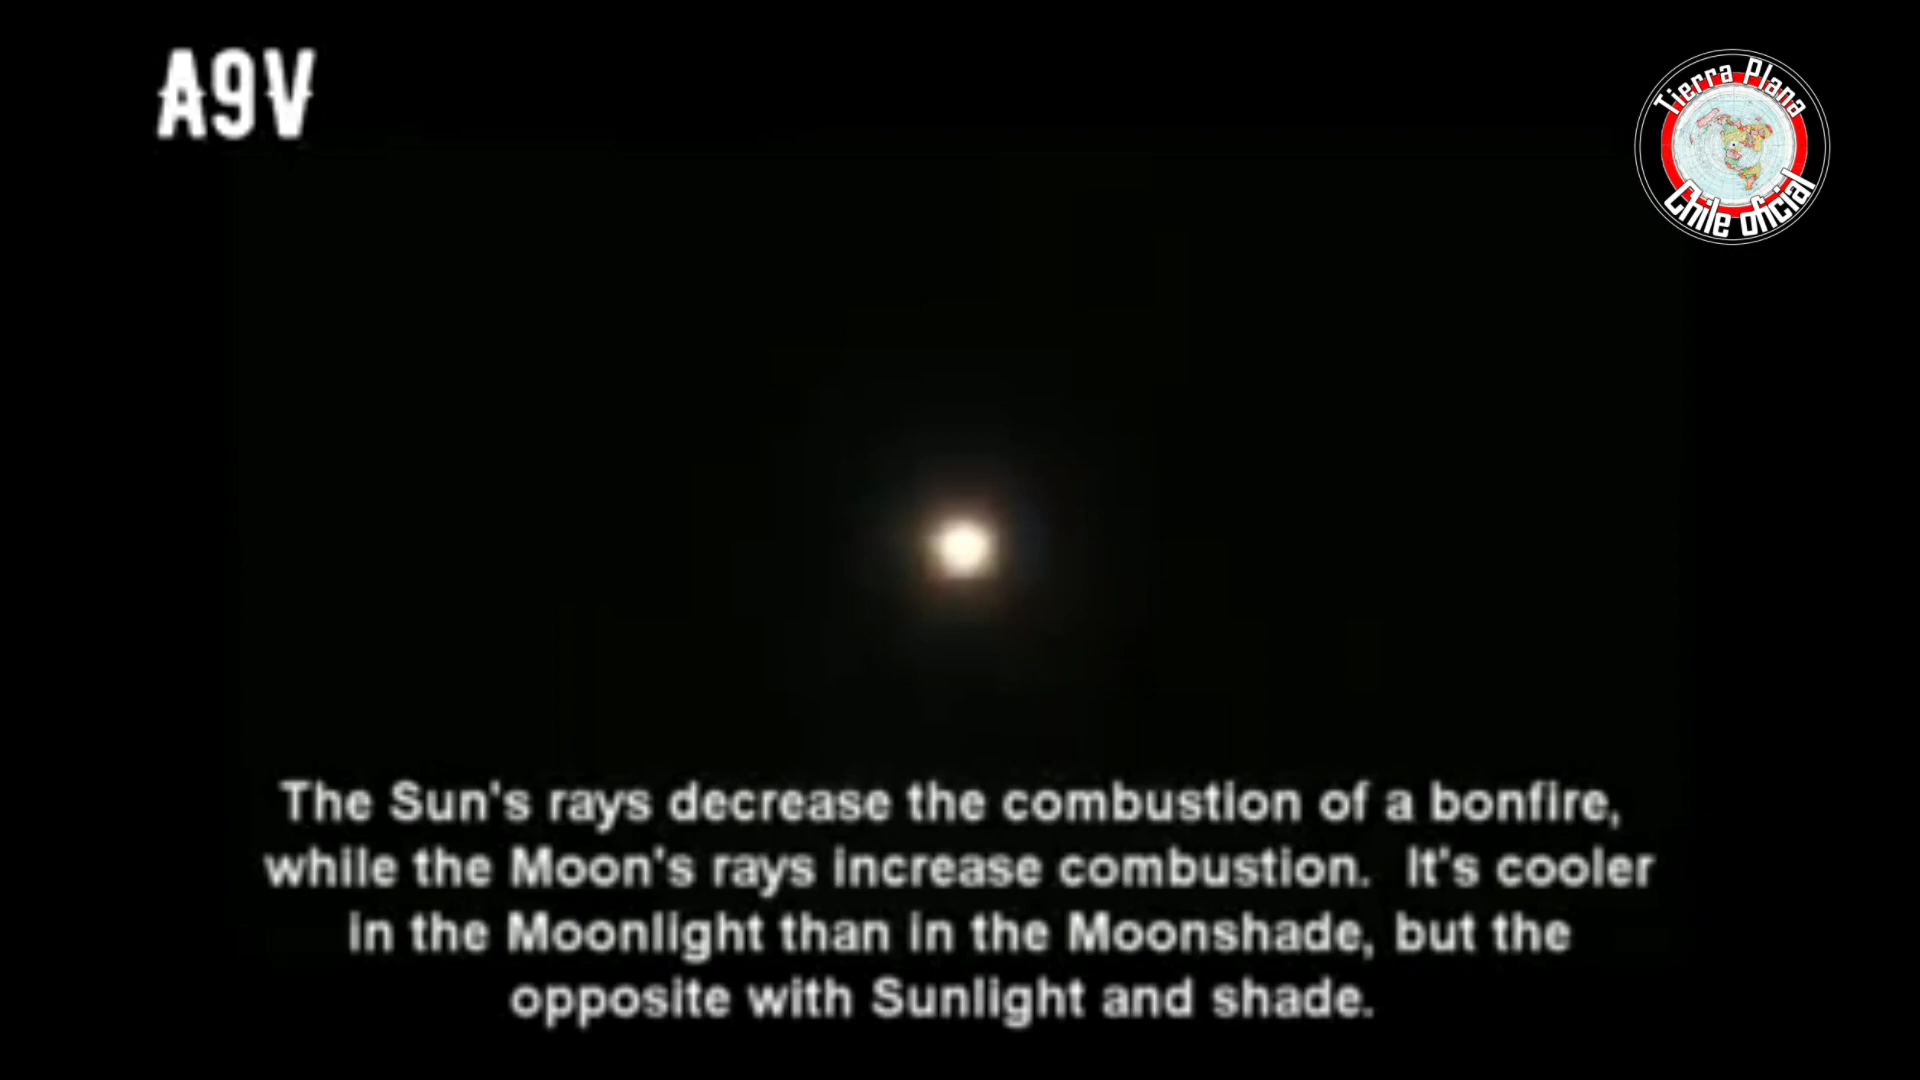 A9V
Tierra Plana
Chile oficial
The Sun's rays decrease the combustion of a bonfire,
while the Moon's rays increase combustion. It's cooler
in the Moonlight than in the Moonshade, but the
opposite with Sunlight and shade.